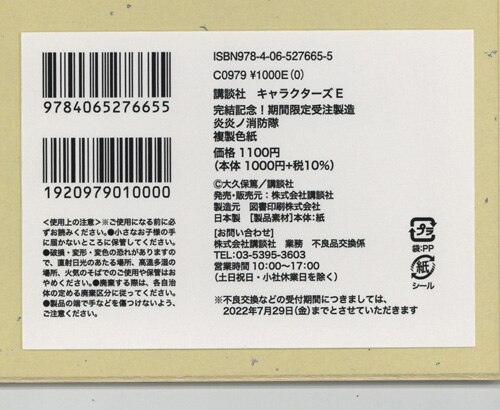 9784065276655
1920979010000
<使用上の注意>※ご使用になる前に必
ずお読みください。●小さなお子様の手
に届かないところに保管してください。
●破損・変形・変色の恐れがありますの
で、直射日光のあたる場所、高温多湿の
場所、火気のそばでのご使用や保管はお
やめください。●廃棄する際は、各自治
体の定める廃棄区分に従ってください。
●製品の端で手などを傷つけないよう、
ご注意ください。
ISBN978-4-06-527665-5
C0979 ¥1000E(0)
講談社 キャラクターズE
完結記念!期間限定受注製造
炎炎ノ消防隊
複製色紙
価格 1100円
(本体 1000円+税10%)
©大久保篤/講談社
発売・販売元:株式会社講談社
製造元 図書印刷株式会社
日本製 [製品素材]本体:紙
[お問い合わせ]
株式会社講談社 業務 不良品交換係
TEL:03-5395-3603
営業時間 10:00〜17:00
(土日祝日・小社休業日を除く)
※不良交換などの受付期間につきましては、
2022年7月29日(金)までとさせていただきます
プラ
袋:PP
紙
シール